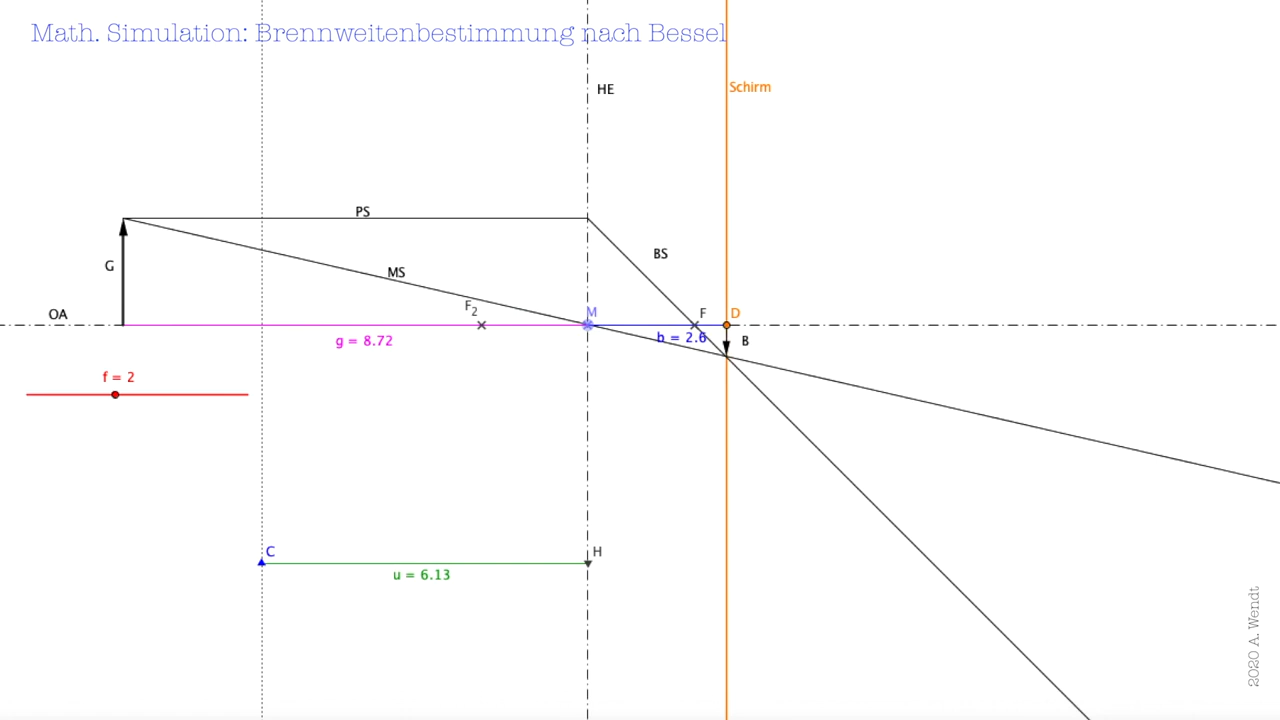 Math. Simulation: Brennweitenbestimmung nach Bessel
HE
Schirm
PS
G
BS
MS
OA
F2
M
F
D
g = 8.72
b = 2.6
B
f = 2
C
H
u = 6.13
2020 A. Wendt